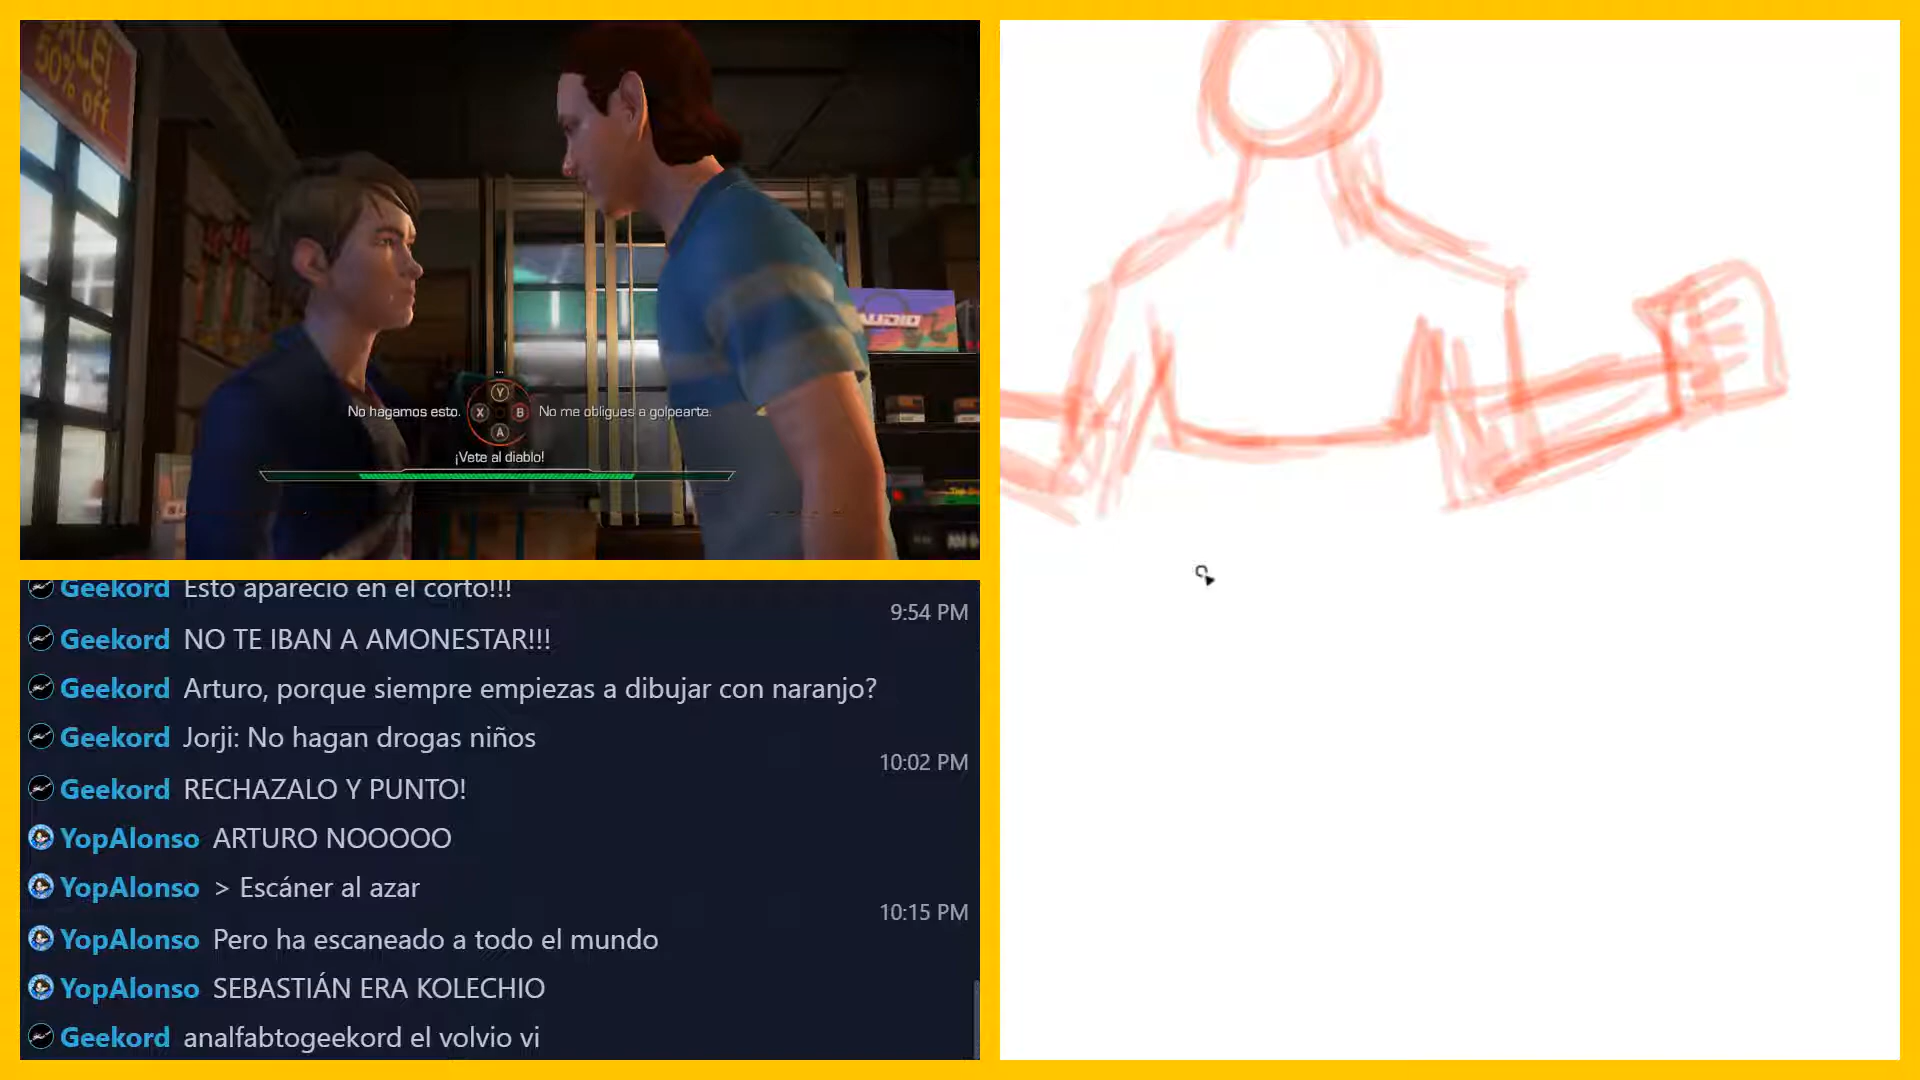 SALE!
50% off
AUDIO
...
Y
No hagamos esto.
X
B
No me obligues a golpearte.
A
¡Vete al diablo!
Geekord Esto apareció en el corto!!!
9:54 PM
Geekord NO TE IBAN A AMONESTAR!!!
Geekord Arturo, porque siempre empiezas a dibujar con naranjo?
Geekord Jorji: No hagan drogas niños
10:02 PM
Geekord RECHAZALO Y PUNTO!
YopAlonso ARTURO NOOOOO
YopAlonso > Escáner al azar
10:15 PM
YopAlonso Pero ha escaneado a todo el mundo
YopAlonso SEBASTIÁN ERA KOLECHIO
Geekord analfabtogeekord el volvio vi